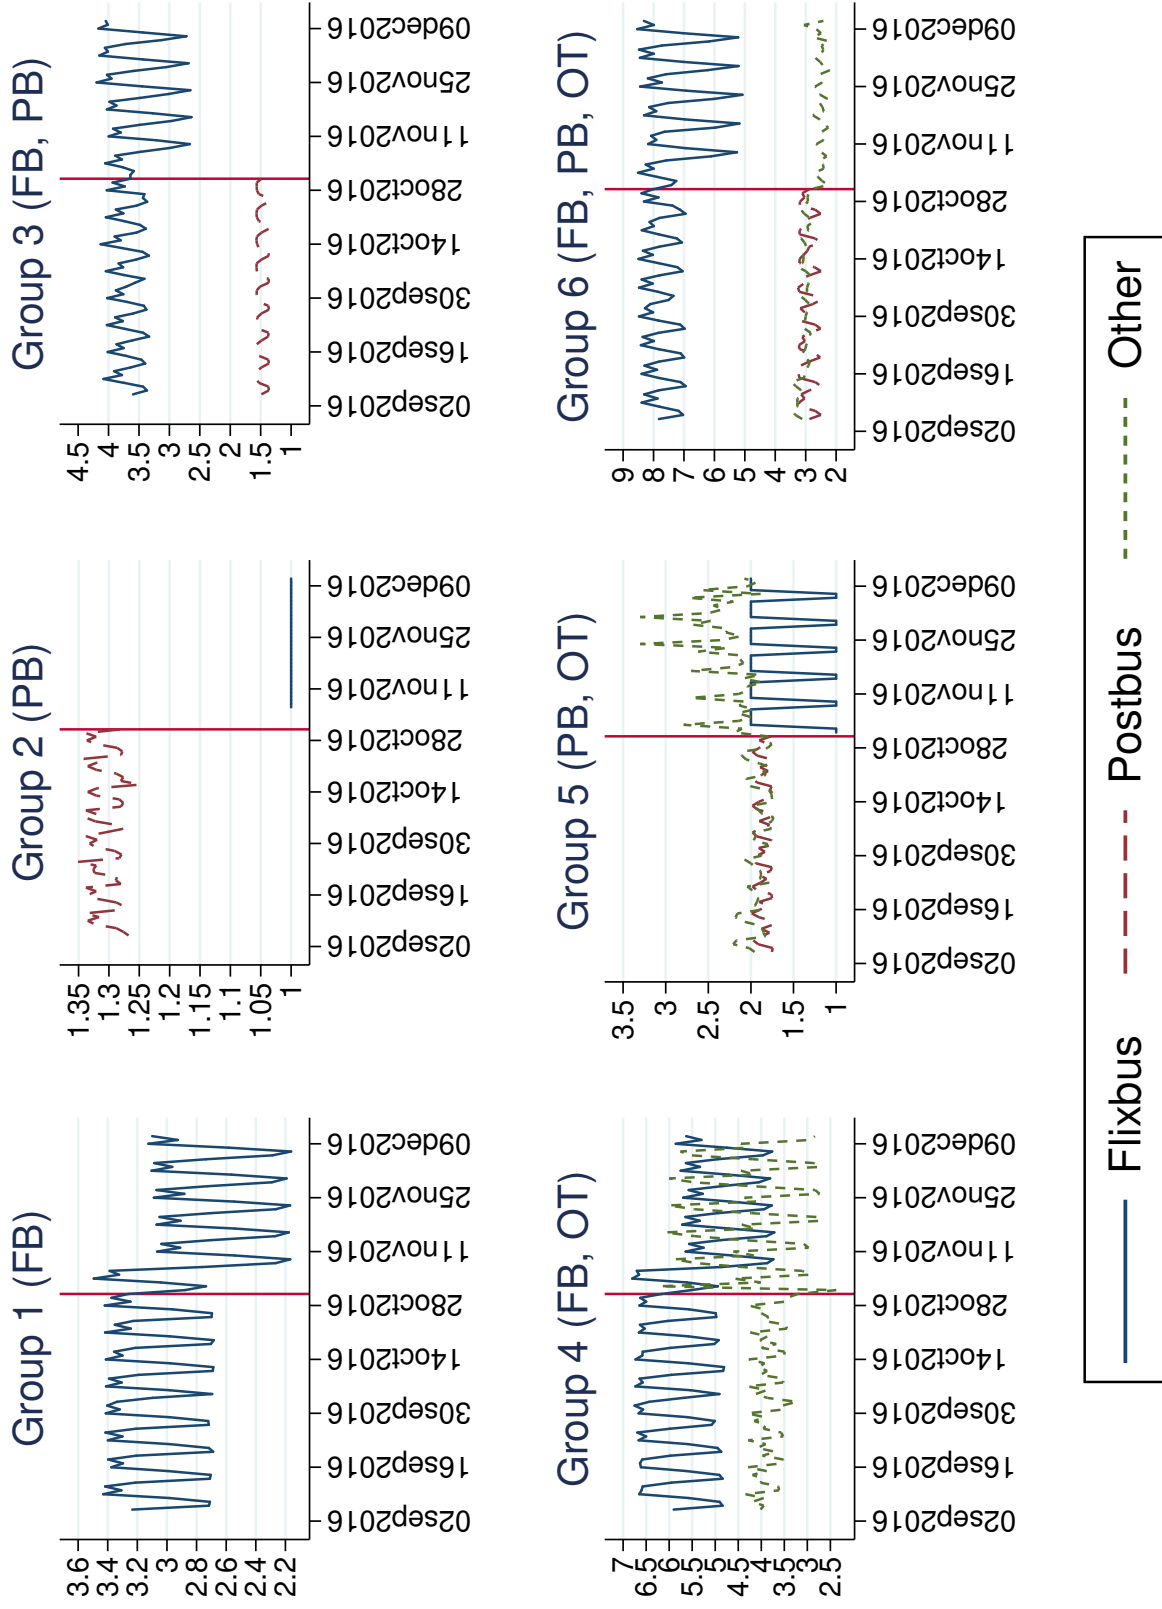 Group 1 (FB)
3.6
3.4
3.2
3
2.8
2.6
2.4
2.2
02sep2016
16sep2016
30sep2016
14oct2016
28oct2016
11nov2016
25nov2016
09dec2016
Group 2 (PB)
1.35
1.3
1.25
1.2
1.15
1.1
1.05
1
02sep2016
16sep2016
30sep2016
14oct2016
28oct2016
11nov2016
25nov2016
09dec2016
Group 3 (FB, PB)
4.5
4
3.5
3
2.5
2
1.5
1
02sep2016
16sep2016
30sep2016
14oct2016
28oct2016
11nov2016
25nov2016
09dec2016
Group 4 (FB, OT)
7
6.5
6
5.5
5
4.5
4
3.5
3
2.5
02sep2016
16sep2016
30sep2016
14oct2016
28oct2016
11nov2016
25nov2016
09dec2016
Group 5 (PB, OT)
3.5
3
2.5
2
1.5
1
02sep2016
16sep2016
30sep2016
14oct2016
28oct2016
11nov2016
25nov2016
09dec2016
Group 6 (FB, PB, OT)
9
8
7
6
5
4
3
2
02sep2016
16sep2016
30sep2016
14oct2016
28oct2016
11nov2016
25nov2016
09dec2016
Flixbus Postbus Other